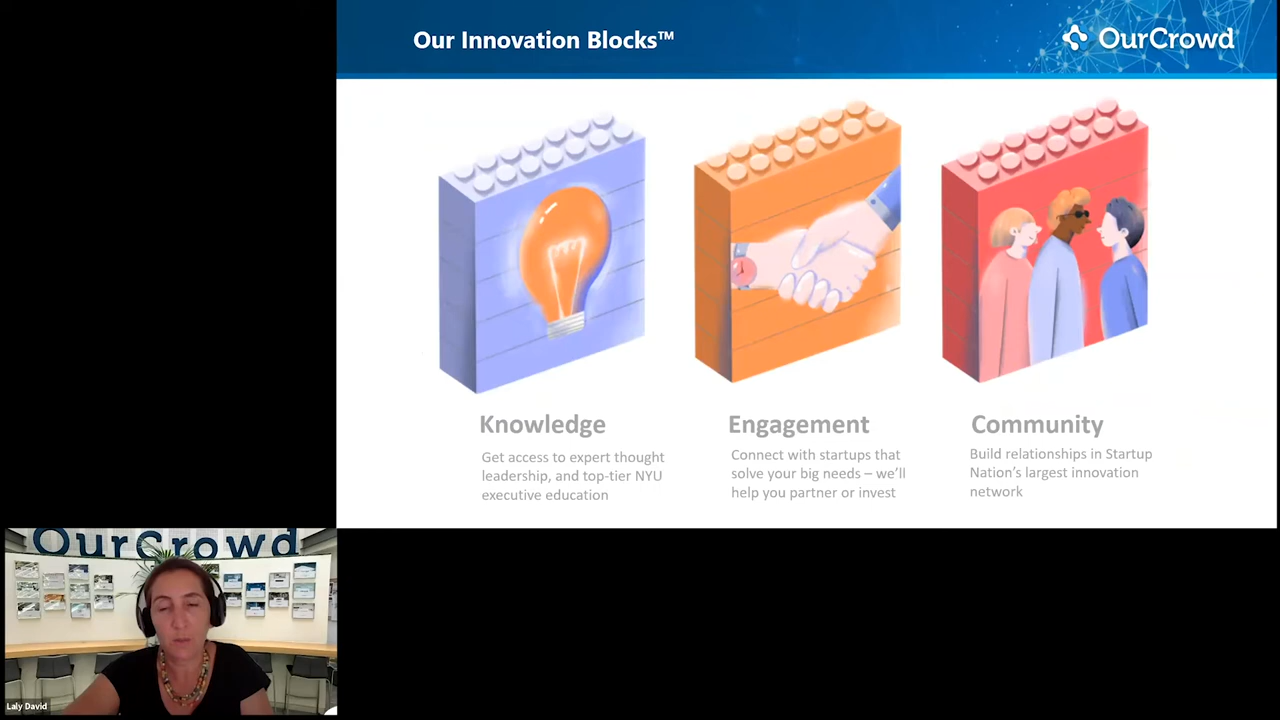 Our Innovation Blocks™
OurCrowd
Knowledge
Get access to expert thought
leadership, and top-tier NYU
executive education
Engagement
Connect with startups that
solve your big needs – we'll
help you partner or invest
Community
Build relationships in Startup
Nation's largest innovation
network
OurCrowd
Laly David